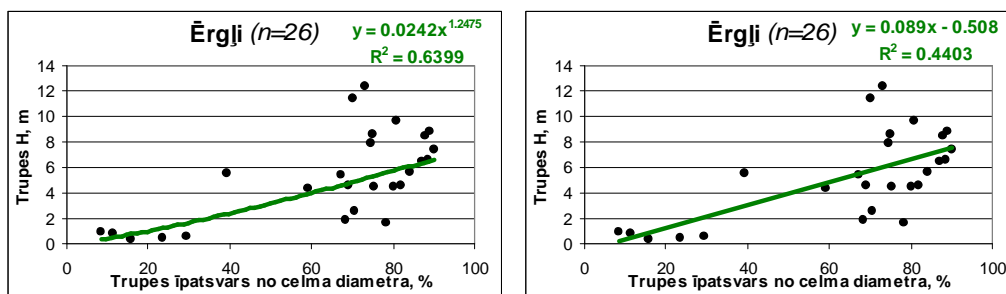 Ērgļi (n=26)
y = 0.0242x^1.2475
R² = 0.6399
Trupes H, m
14
12
10
8
6
4
2
0
0 20 40 60 80 100
Trupes īpatsvars no celma diametra, %
Ērgļi (n=26)
y = 0.089x - 0.508
R² = 0.4403
Trupes H, m
14
12
10
8
6
4
2
0
0 20 40 60 80 100
Trupes īpatsvars no celma diametra, %